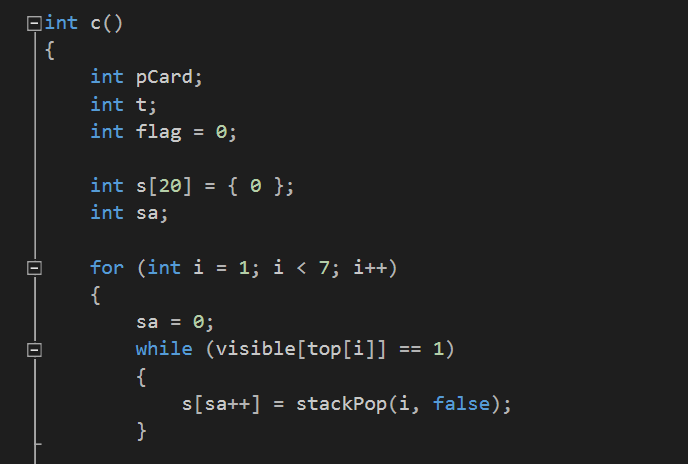 int c()
{
int pCard;
int t;
int flag = 0;
int s[20] = { 0 };
int sa;
for (int i = 1; i < 7; i++)
{
sa = 0;
while (visible[top[i]] == 1)
{
s[sa++] = stackPop(i, false);
}